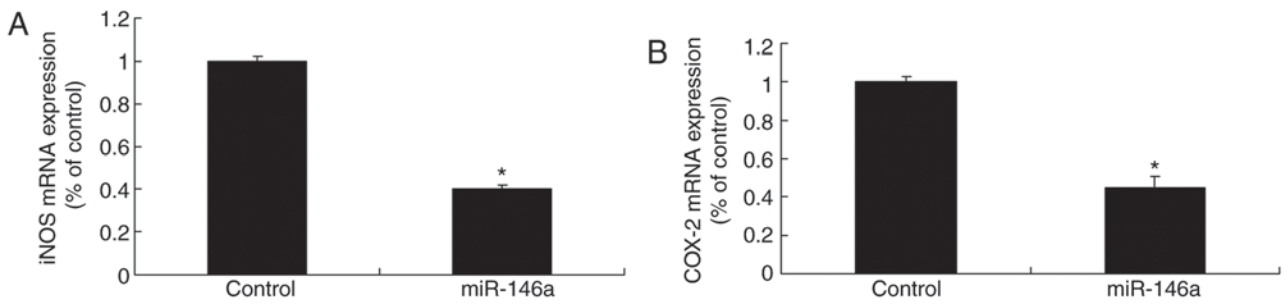 A
iNOS mRNA expression
(% of control)
1.2
1
0.8
0.6
0.4
0.2
0
*
Control
miR-146a
B
COX-2 mRNA expression
(% of control)
1.2
1
0.8
0.6
0.4
0.2
0
*
Control
miR-146a